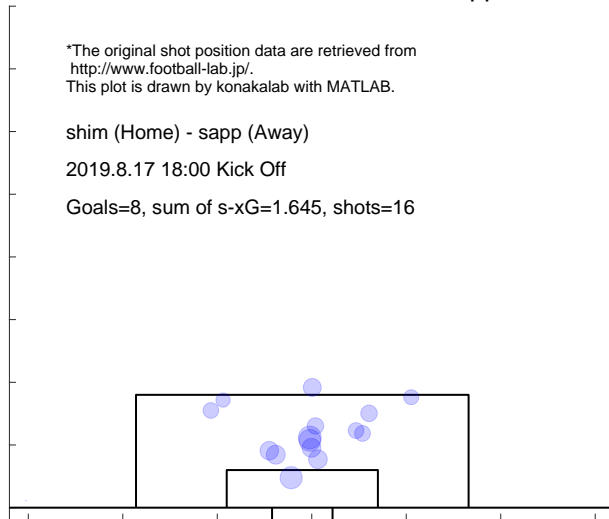 *The original shot position data are retrieved from
http://www.football-lab.jp/.
This plot is drawn by konakalab with MATLAB.
shim (Home) - sapp (Away)
2019.8.17 18:00 Kick Off
Goals=8, sum of s-xG=1.645, shots=16